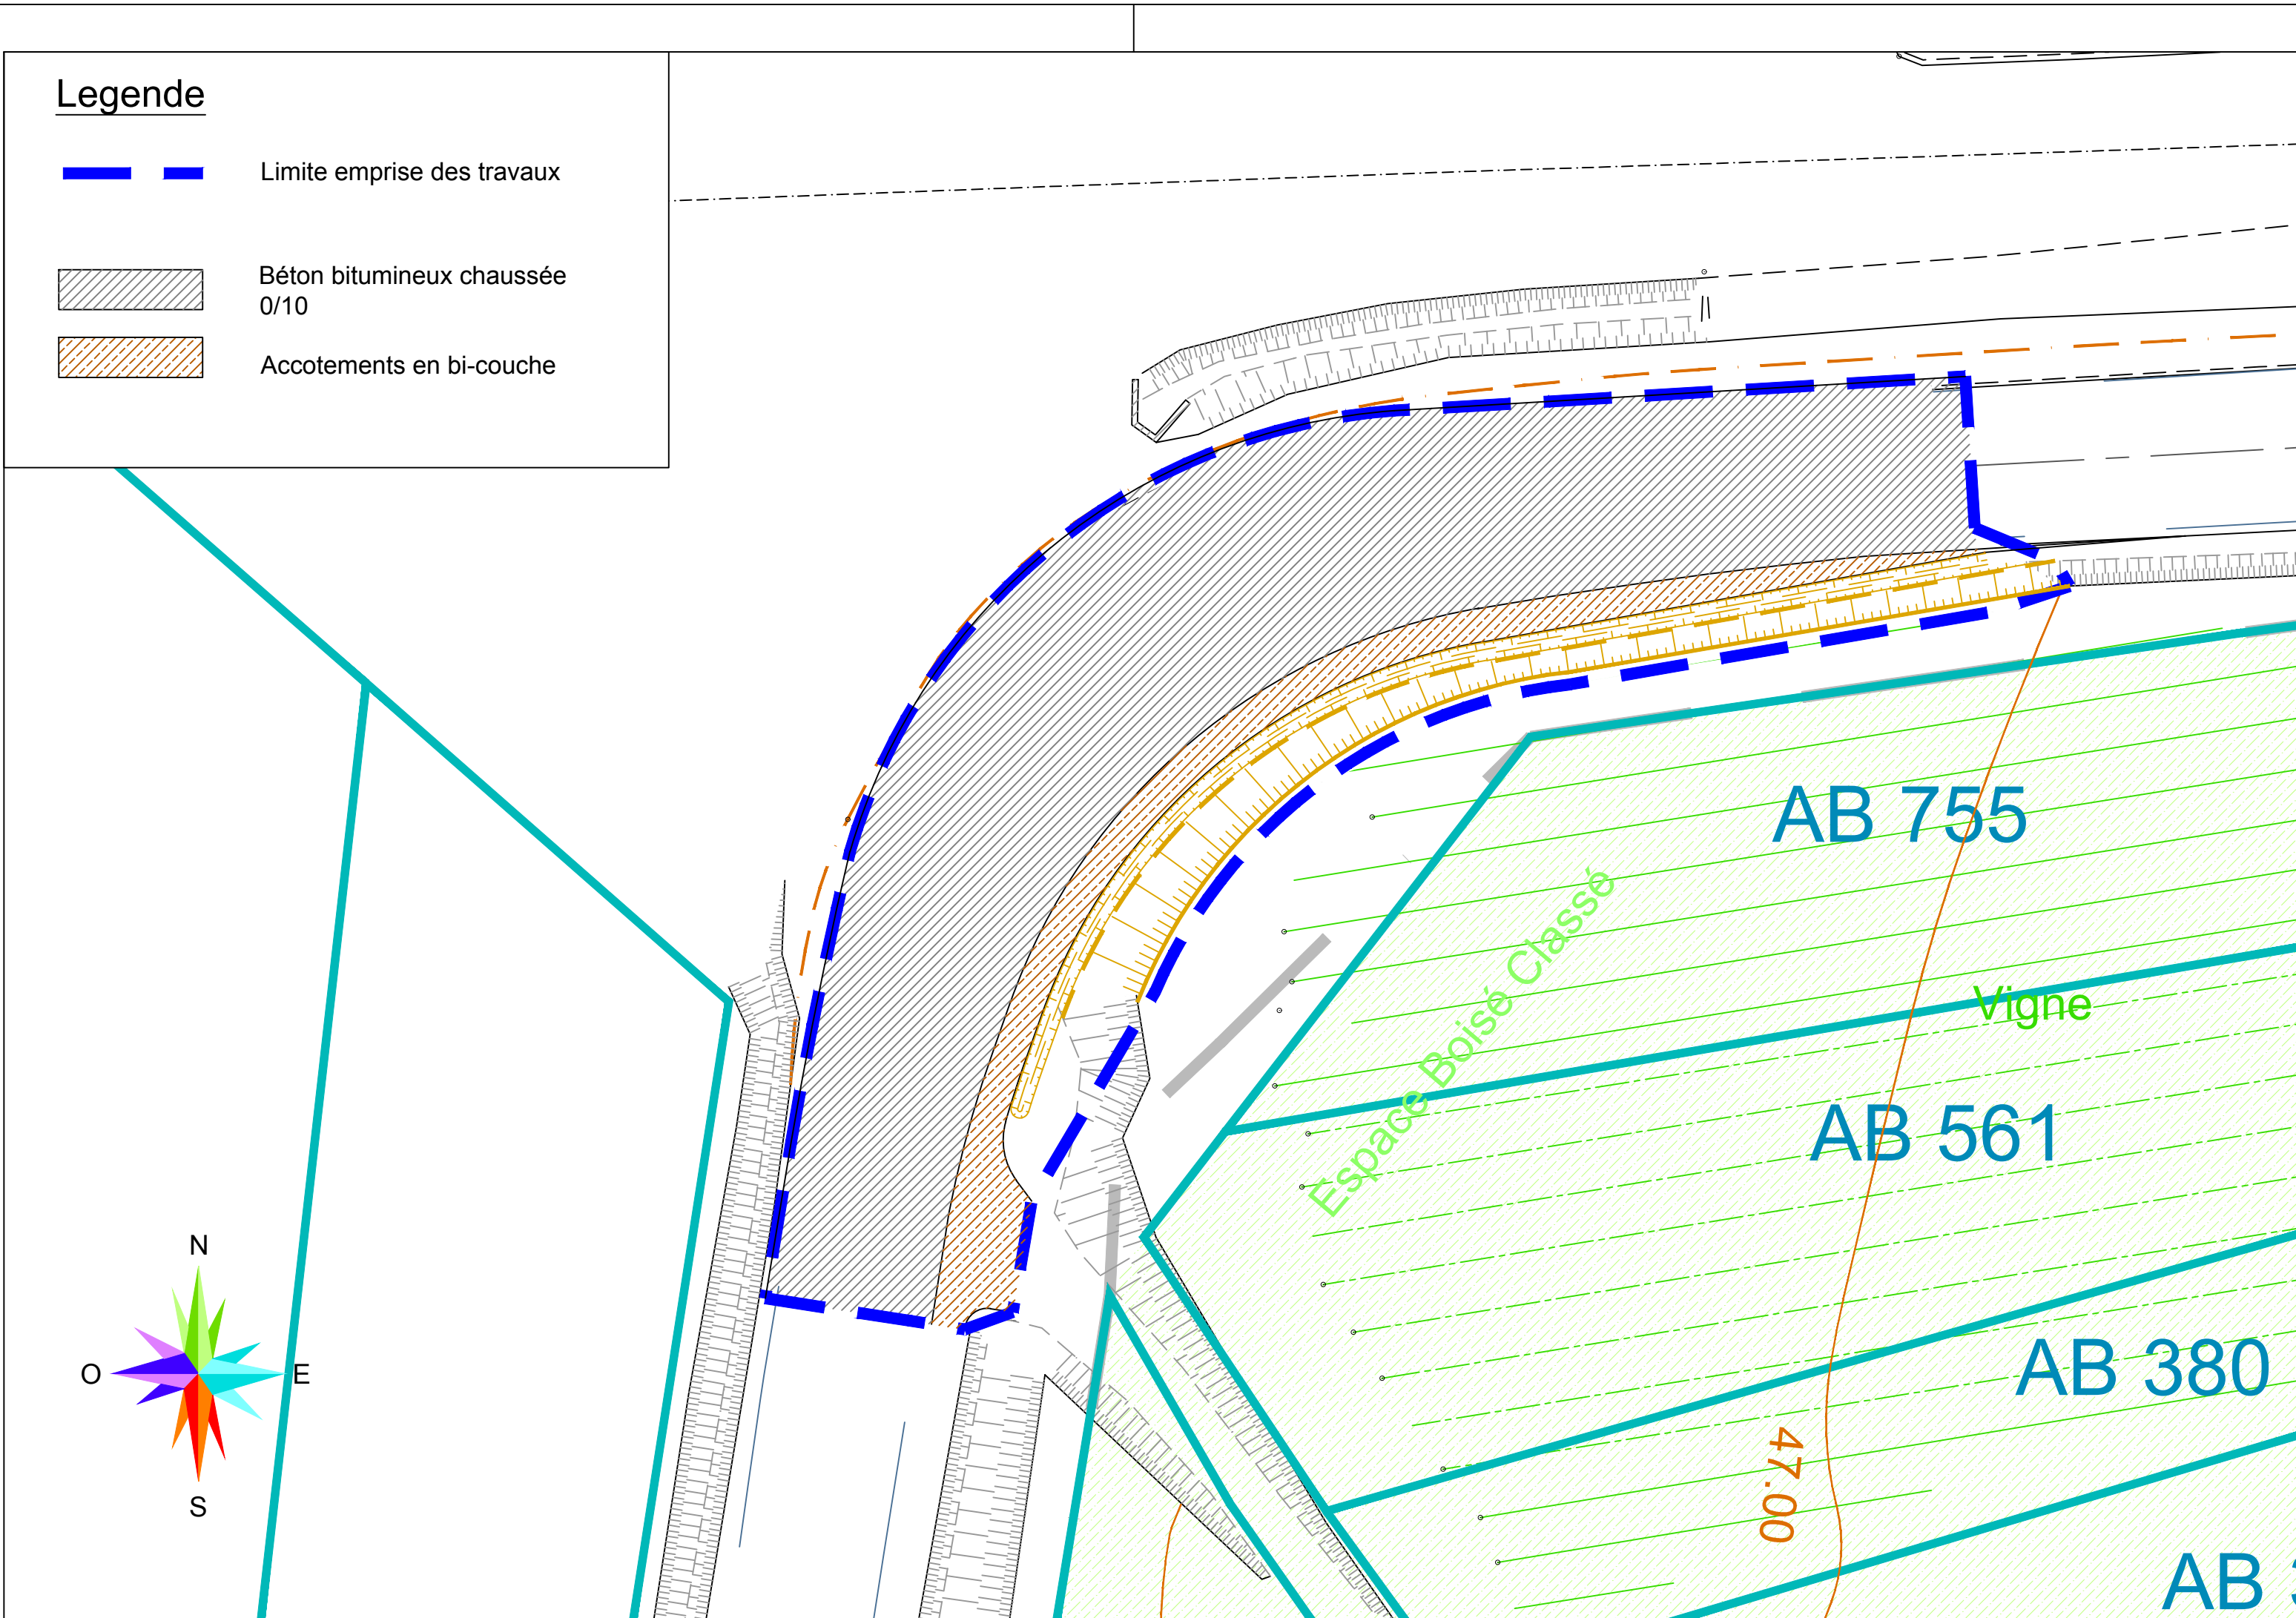 Legende
Limite emprise des travaux
Béton bitumineux chaussée
0/10
Accotements en bi-couche
AB 755
Espace Boisé Classé
Vigne
AB 561
N
O
E
S
AB 380
47.00
AB